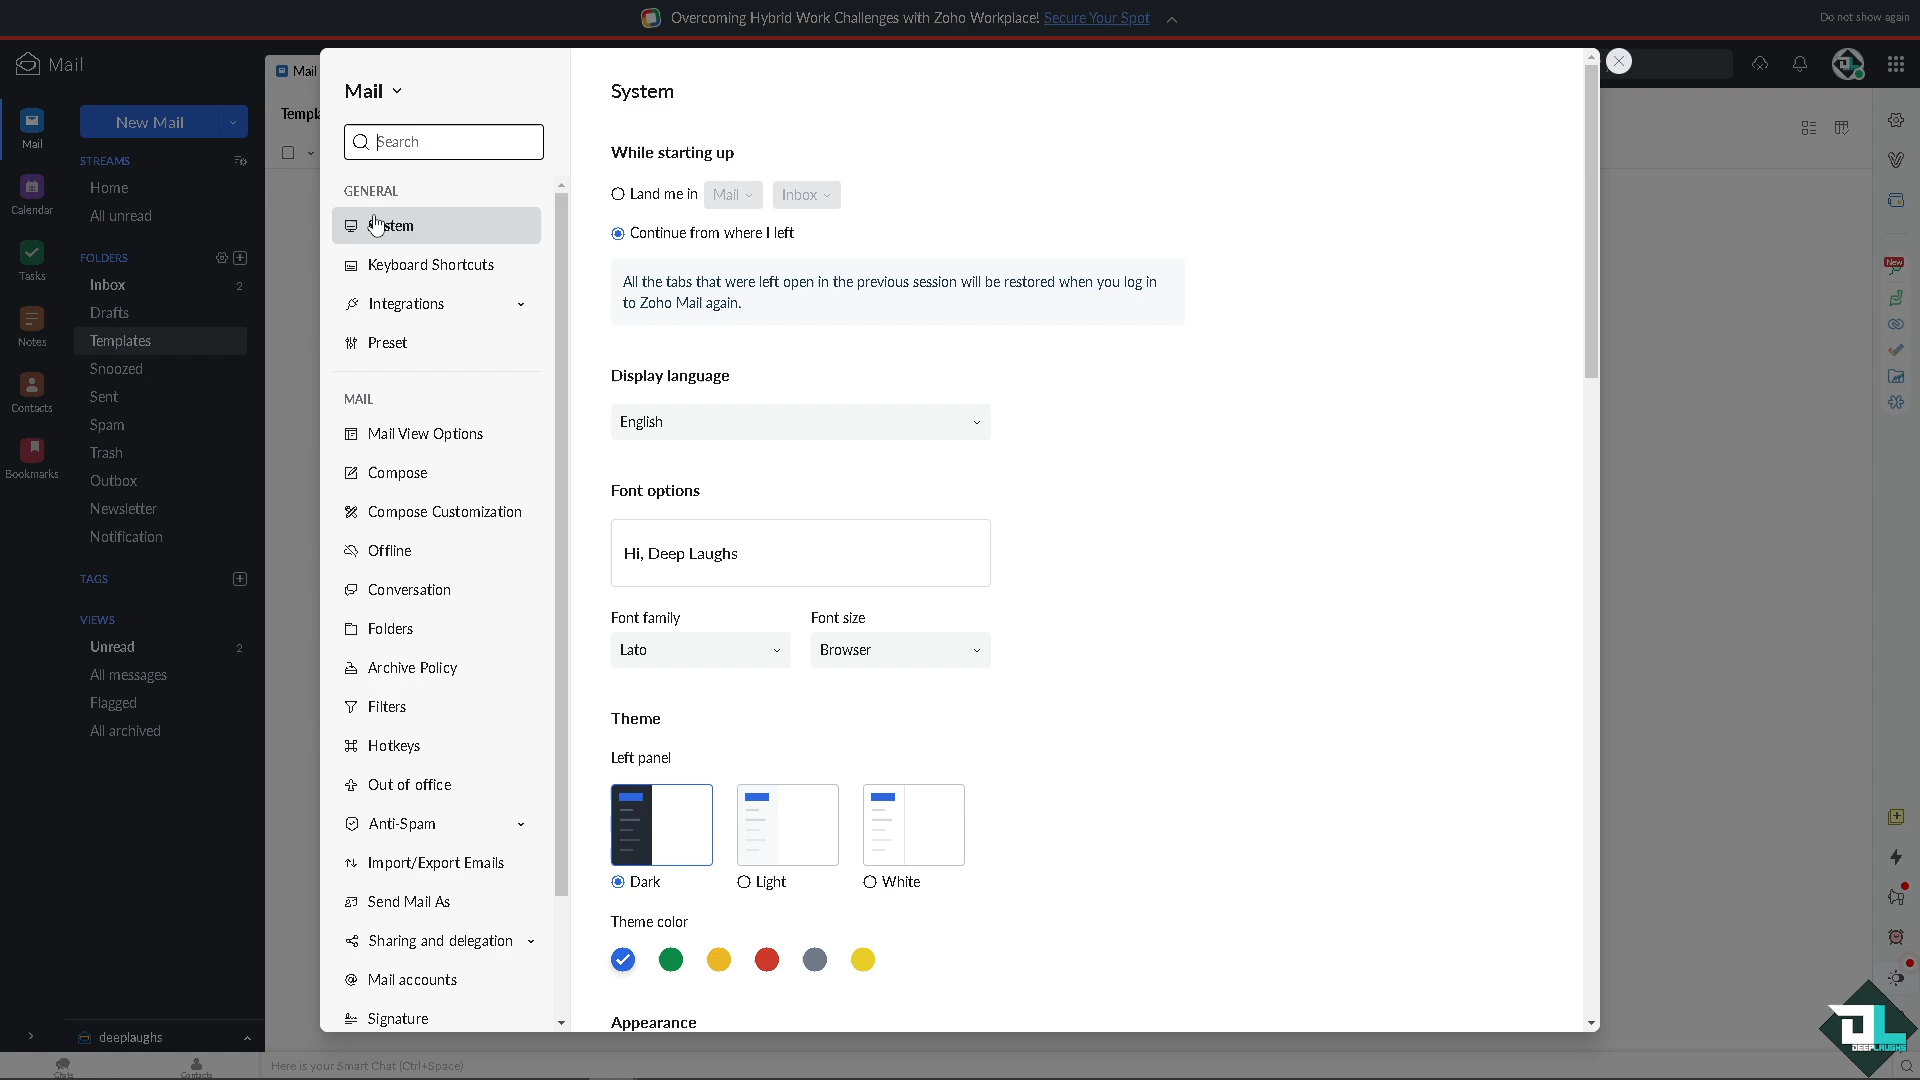 Overcoming Hybrid Work Challenges with Zoho Workplace! Secure Your Spot
Do not show again
Mail
Mail
New Mail
Mail
Calendar
Tasks
Notes
Contacts
Bookmarks
STREAMS
Home
All unread
FOLDERS
Inbox 2
Drafts
Templates
Snoozed
Sent
Spam
Trash
Outbox
Newsletter
Notification
TAGS
VIEWS
Unread 2
All messages
Flagged
All archived
deeplaughs
Chats
Contacts
Here is your Smart Chat (Ctrl+Space)
Mail
Search
GENERAL
Keyboard Shortcuts
Integrations
Preset
MAIL
Mail View Options
Compose
Compose Customization
Offline
Conversation
Folders
Archive Policy
Filters
Hotkeys
Out of office
Anti-Spam
Import/Export Emails
Send Mail As
Sharing and delegation
Mail accounts
Signature
System
While starting up
Land me in Mail Inbox
Continue from where I left
All the tabs that were left open in the previous session will be restored when you log in
to Zoho Mail again.
Display language
English
Font options
Hi, Deep Laughs
Font family
Font size
Lato
Browser
Theme
Left panel
Dark
Light
White
Theme color
Appearance
New
DL
DEEPLAUGHS